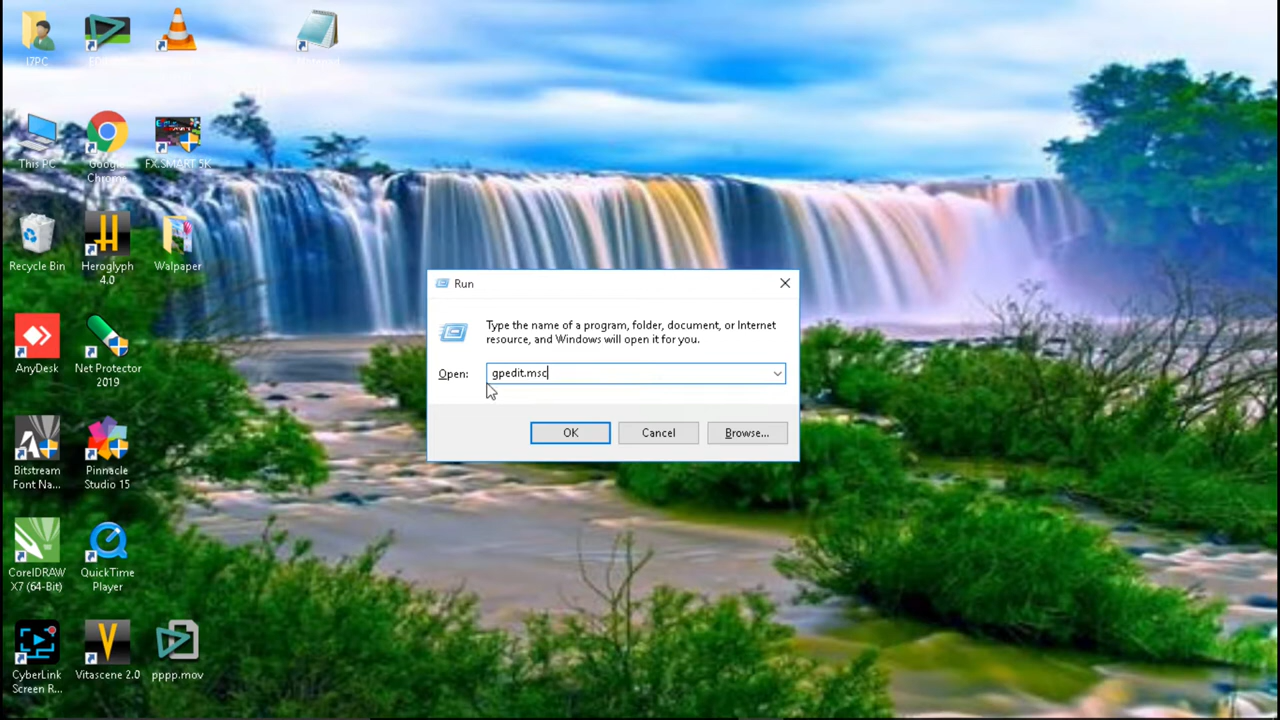 I7PC
This PC
Google
Chrome
FX.SMART 5K
Recycle Bin
Heroglyph
4.0
Walpaper
AnyDesk
Net Protector
2019
Bitstream
Font Na...
Pinnacle
Studio 15
CorelDRAW
X7 (64-Bit)
QuickTime
Player
CyberLink
Screen R...
Vitascene 2.0
pppp.mov
Run
Type the name of a program, folder, document, or Internet
resource, and Windows will open it for you.
Open:
gpedit.msc
OK
Cancel
Browse...